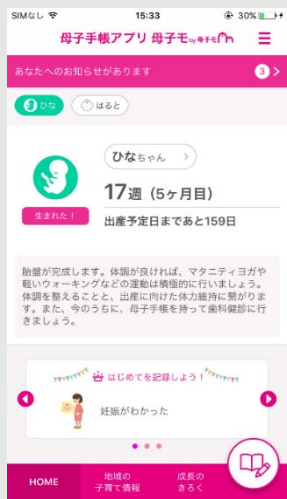 SIMなし 15:33 30%
母子手帳アプリ 母子モ by 母子モ
あなたへのお知らせがあります 3
ひな はると
ひなちゃん
17週 (5ヶ月目)
生まれた!
出産予定日まであと159日
胎盤が完成します。体調が良ければ、マタニティヨガや
軽いウォーキングなどの運動は積極的に行いましょう。
体調を整えることと、出産に向けた体力維持に繋がりま
す。また、今のうちに、母子手帳を持って歯科健診に行
きましょう。
はじめてを記録しよう!
妊娠がわかった
HOME 地域の 成長の
子育て情報 きろく